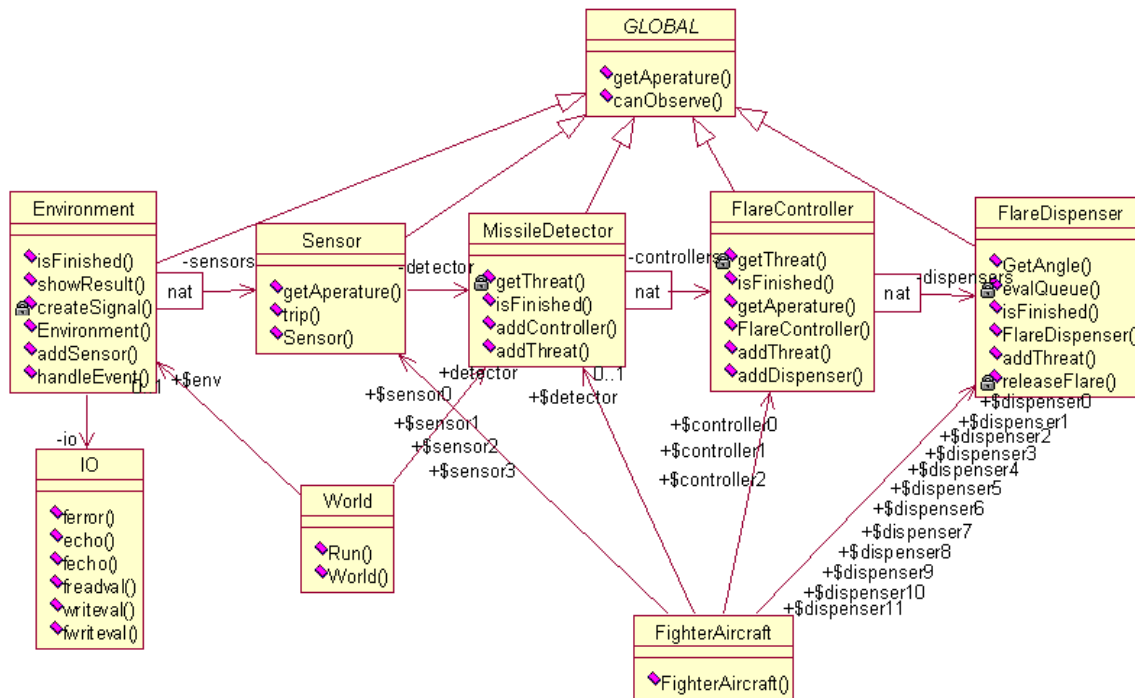 GLOBAL
getAperature()
canObserve()
Environment
isFinished()
showResult()
createSignal()
Environment()
addSensor()
handleEvent()
nat
-sensors
Sensor
getAperature()
trip()
Sensor()
-detector
MissileDetector
getThreat()
isFinished()
addController()
addThreat()
nat
-controllers
FlareController
getThreat()
isFinished()
getAperature()
FlareController()
addThreat()
addDispenser()
nat
-dispensers
FlareDispenser
GetAngle()
evalQueue()
isFinished()
FlareDispenser()
addThreat()
releaseFlare()
0..1
+$env
+detector
0..1
+$detector
+$sensor0
+$sensor1
+$sensor2
+$sensor3
+$controller0
+$controller1
+$controller2
+$dispenser0
+$dispenser1
+$dispenser2
+$dispenser3
+$dispenser4
+$dispenser5
+$dispenser6
+$dispenser7
+$dispenser8
+$dispenser9
+$dispenser10
+$dispenser11
-io
IO
ferror()
echo()
fecho()
freadval()
writeval()
fwriteval()
World
Run()
World()
FighterAircraft
FighterAircraft()